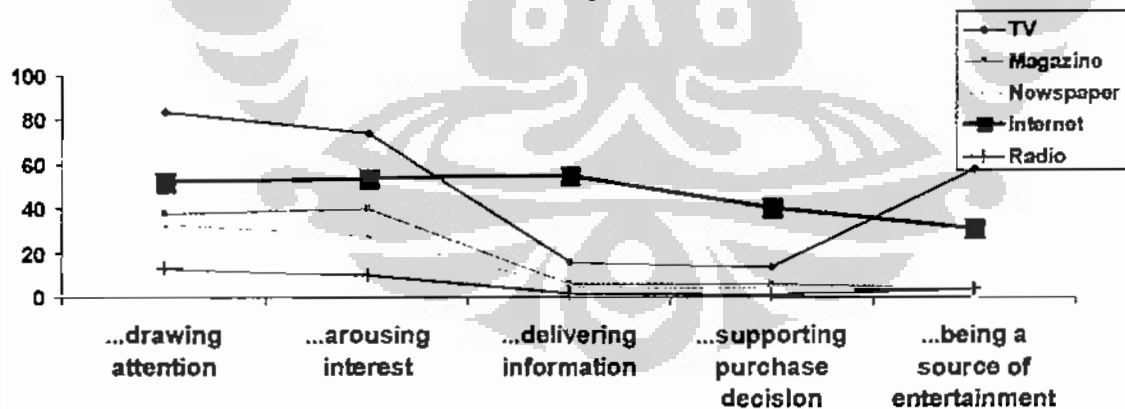 TV
Magazine
Newspaper
Internet
Radio
100
80
60
40
20
0
...drawing
attention
...arousing
interest
...delivering
information
...supporting
purchase
decision
...being a
source of
entertainment